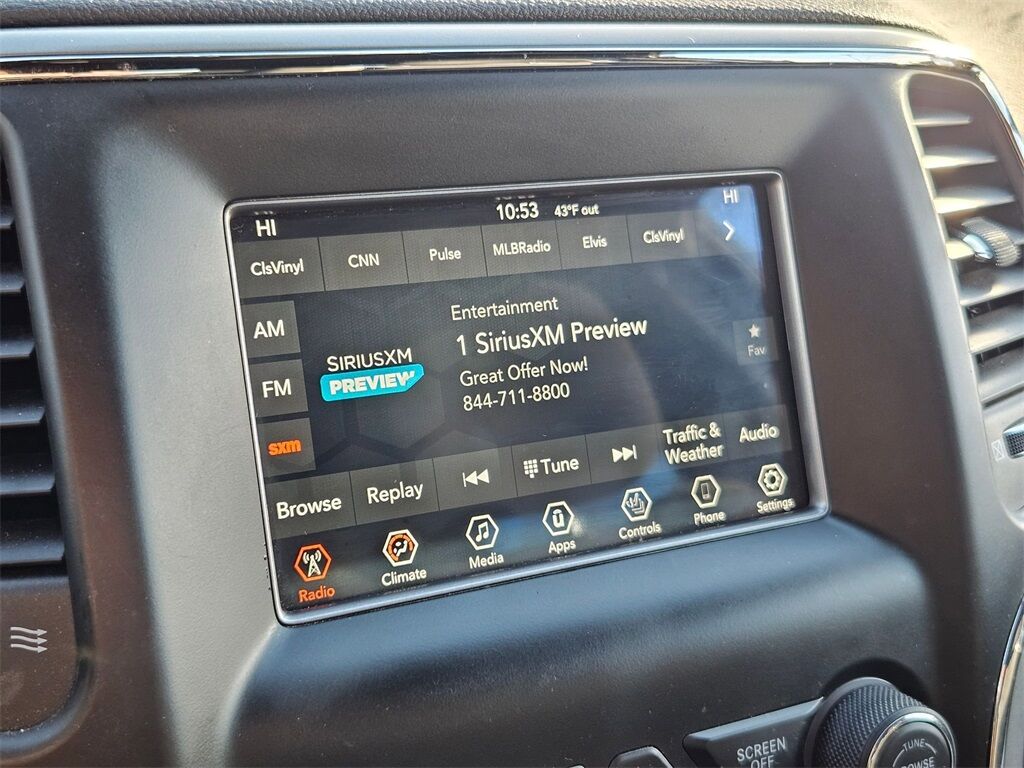 HI 10:53 43°F out HI
ClsVinyl CNN Pulse MLBRadio Elvis ClsVinyl
AM
FM
sxm
SIRIUSXM
PREVIEW
Entertainment
1 SiriusXM Preview
Great Offer Now!
844-711-8800
Fav
Browse Replay Tune Traffic &
Weather Audio
Radio Climate Media Apps Controls Phone Settings
SCREEN
OFF
TUNE
BROWSE